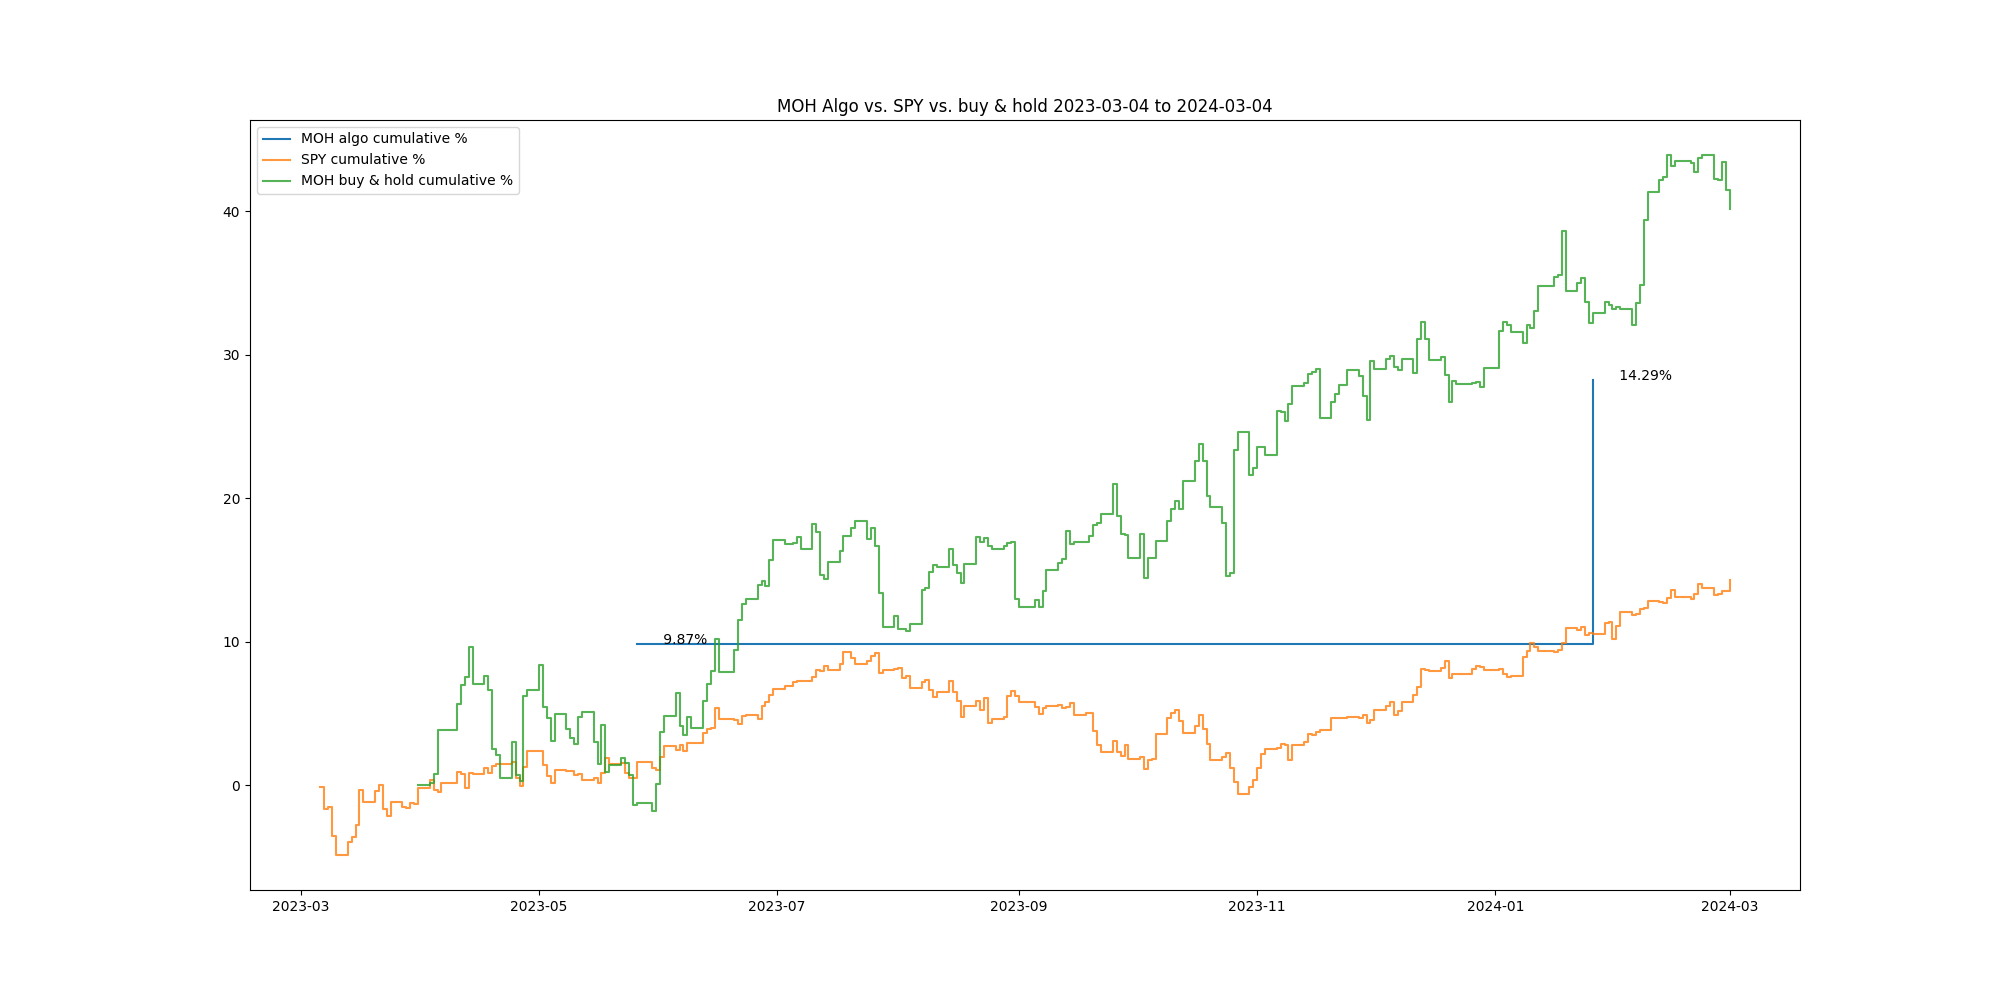 MOH Algo vs. SPY vs. buy & hold 2023-03-04 to 2024-03-04
MOH algo cumulative %
SPY cumulative %
MOH buy & hold cumulative %
40
30
14.29%
20
10
9.87%
0
2023-03 2023-05 2023-07 2023-09 2023-11 2024-01 2024-03